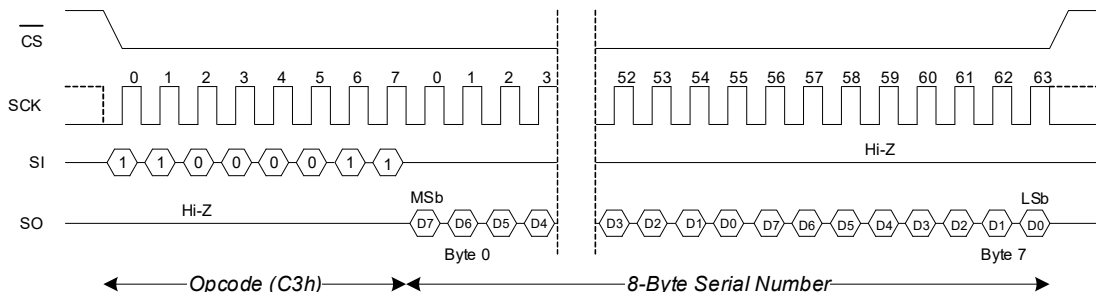 CS
0 1 2 3 4 5 6 7 0 1 2 3 52 53 54 55 56 57 58 59 60 61 62 63
SCK
Hi-Z
SI 1 1 0 0 0 0 1 1
Hi-Z MSb LSb
SO D7 D6 D5 D4 D3 D2 D1 D0 D7 D6 D5 D4 D3 D2 D1 D0
Byte 0 Byte 7
Opcode (C3h) 8-Byte Serial Number